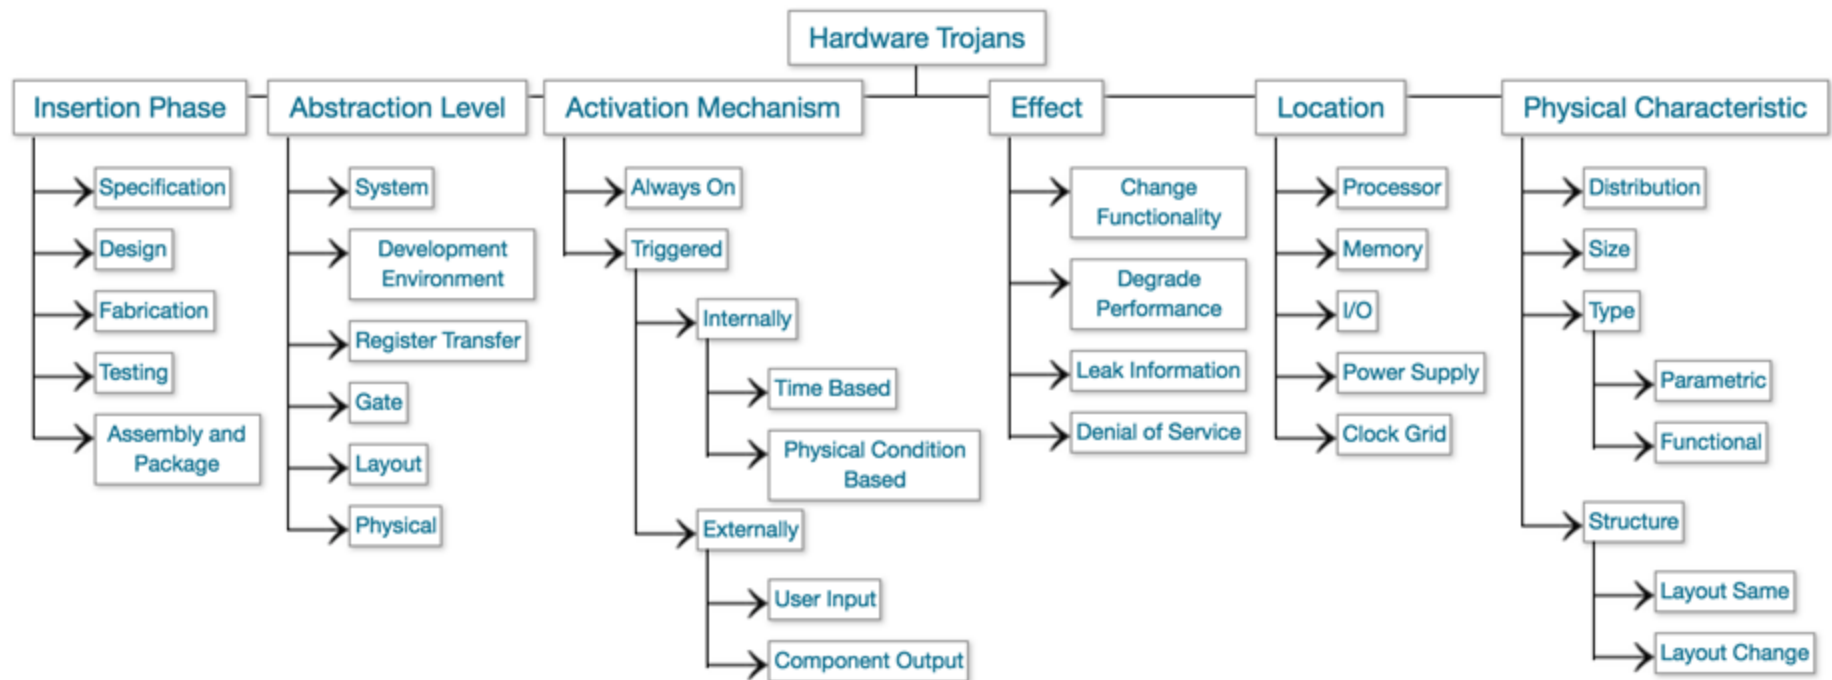 Hardware Trojans
Insertion Phase
Specification
Design
Fabrication
Testing
Assembly and
Package
Abstraction Level
System
Development
Environment
Register Transfer
Gate
Layout
Physical
Activation Mechanism
Always On
Triggered
Internally
Time Based
Physical Condition
Based
Externally
User Input
Component Output
Effect
Change
Functionality
Degrade
Performance
Leak Information
Denial of Service
Location
Processor
Memory
I/O
Power Supply
Clock Grid
Physical Characteristic
Distribution
Size
Type
Parametric
Functional
Structure
Layout Same
Layout Change